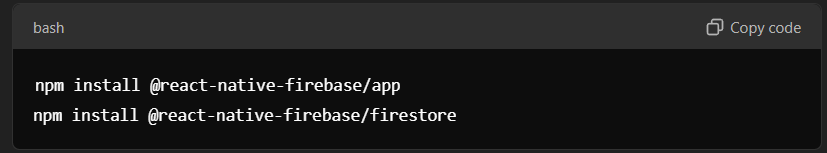 bash
Copy code
npm install @react-native-firebase/app
npm install @react-native-firebase/firestore